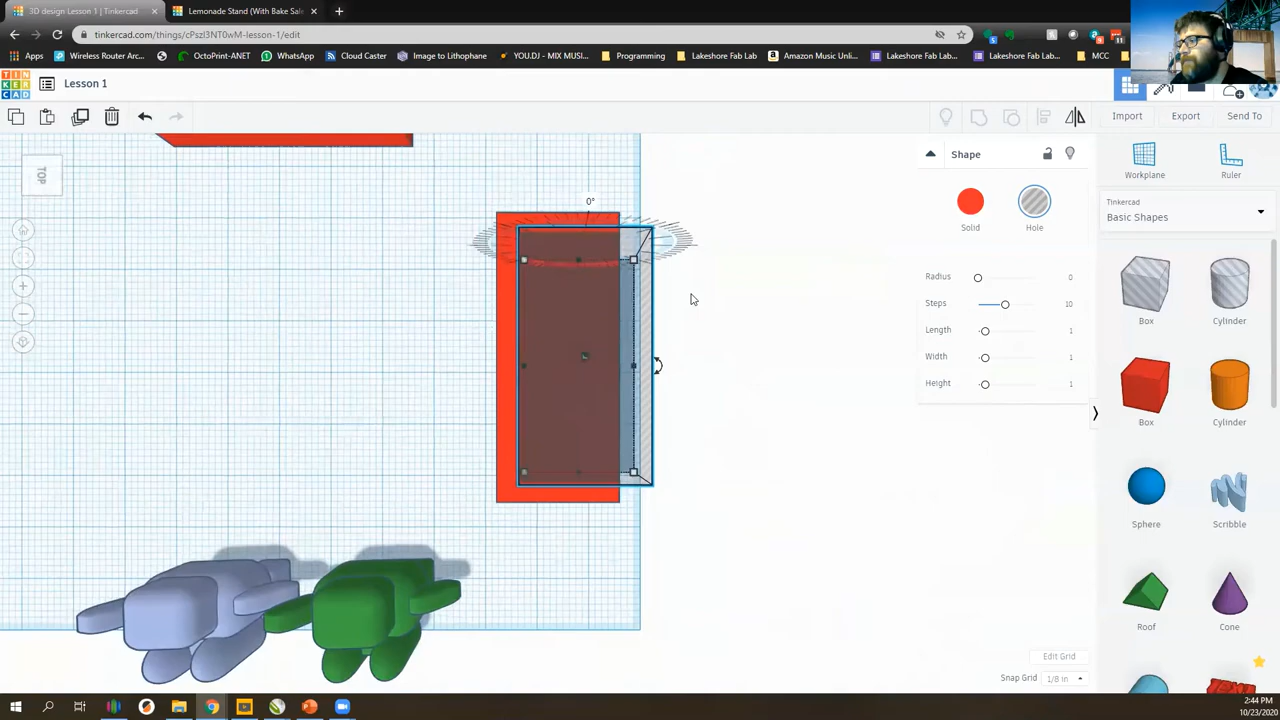 3D design Lesson 1 | Tinkercad
Lemonade Stand (With Bake Sale
tinkercad.com/things/cPszI3NT0wM-lesson-1/edit
Apps
Wireless Router Arc
OctoPrint-ANET
WhatsApp
Cloud Caster
Image to Lithophane
YOU.DJ - MIX MUSI...
Programming
Lakeshore Fab Lab
Amazon Music Unli...
Lakeshore Fab Lab...
Lakeshore Fab Lab...
MCC
TIN
KER
CAD
Lesson 1
Import
Export
Send To
TOP
0°
Shape
Solid
Hole
Radius 0
Steps 10
Length 1
Width 1
Height 1
Workplane
Ruler
Tinkercad
Basic Shapes
Box
Cylinder
Box
Cylinder
Sphere
Scribble
Roof
Cone
Edit Grid
Snap Grid 1/8 in
2:44 PM
10/23/2020